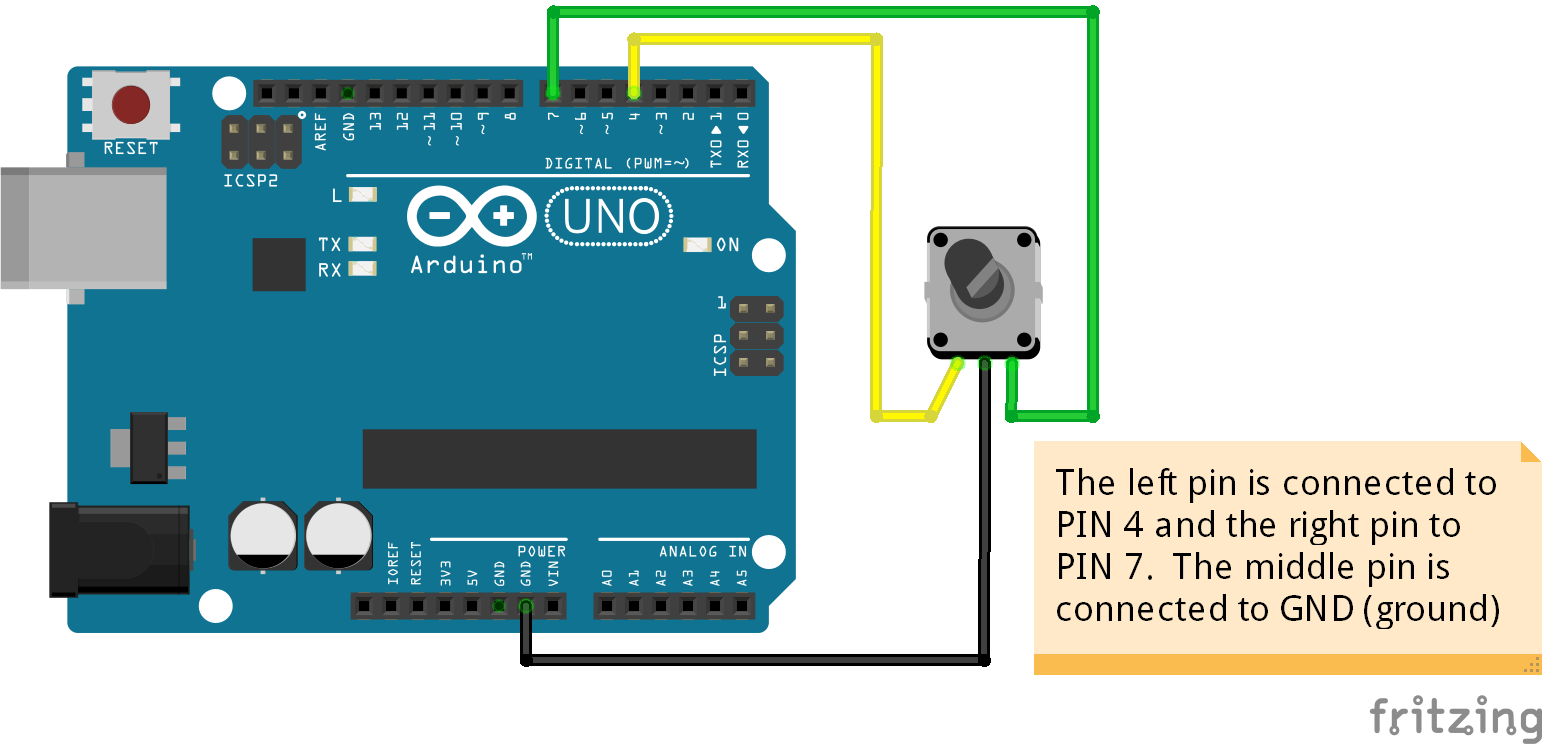 RESET
ICSP2
AREF
GND
13
12
~11
~10
~9
8
7
~6
~5
4
~3
2
TX0▶1
RX0◀0
DIGITAL (PWM=~)
L
TX
RX
UNO
Arduino™
ON
1
ICSP
IOREF
RESET
3V3
5V
GND
GND
VIN
POWER
ANALOG IN
A0
A1
A2
A3
A4
A5
The left pin is connected to
PIN 4 and the right pin to
PIN 7. The middle pin is
connected to GND (ground)
fritzing